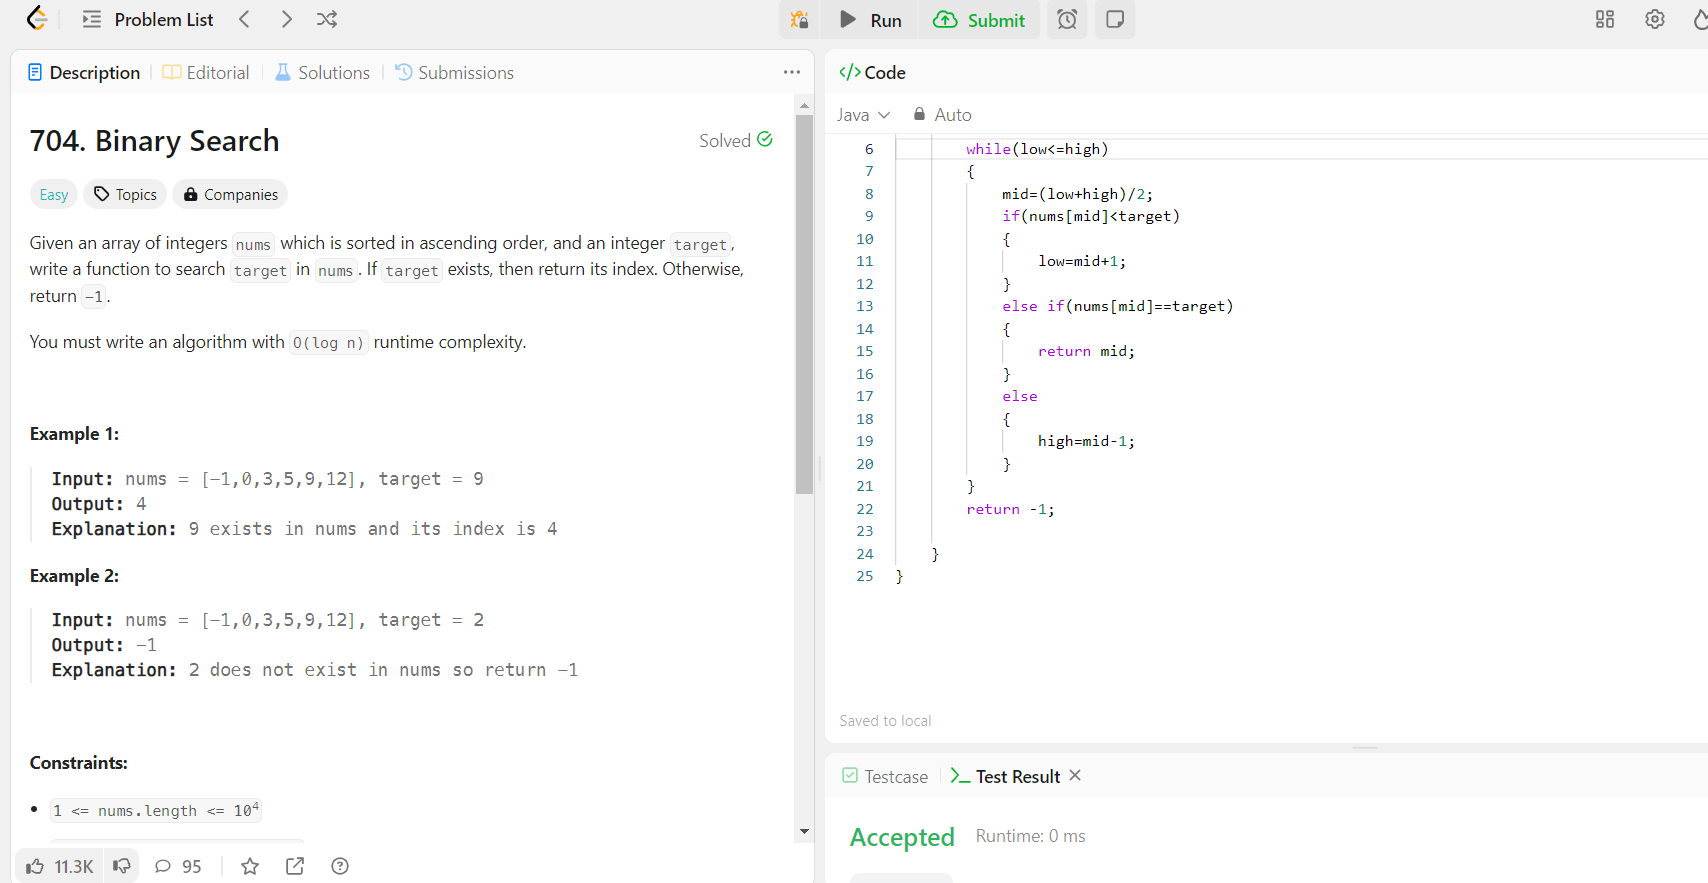 Problem List
Run
Submit
Description
Editorial
Solutions
Submissions
704. Binary Search
Solved
Easy
Topics
Companies
Given an array of integers nums which is sorted in ascending order, and an integer target,
write a function to search target in nums. If target exists, then return its index. Otherwise,
return -1.
You must write an algorithm with O(log n) runtime complexity.
Example 1:
Input: nums = [-1,0,3,5,9,12], target = 9
Output: 4
Explanation: 9 exists in nums and its index is 4
Example 2:
Input: nums = [-1,0,3,5,9,12], target = 2
Output: -1
Explanation: 2 does not exist in nums so return -1
Constraints:
1 <= nums.length <= 10⁴
11.3K
95
</> Code
Java
Auto
6 while(low<=high)
7 {
8 mid=(low+high)/2;
9 if(nums[mid]<target)
10 {
11 low=mid+1;
12 }
13 else if(nums[mid]==target)
14 {
15 return mid;
16 }
17 else
18 {
19 high=mid-1;
20 }
21 }
22 return -1;
23
24 }
25 }
Saved to local
Testcase
Test Result
Accepted Runtime: 0 ms